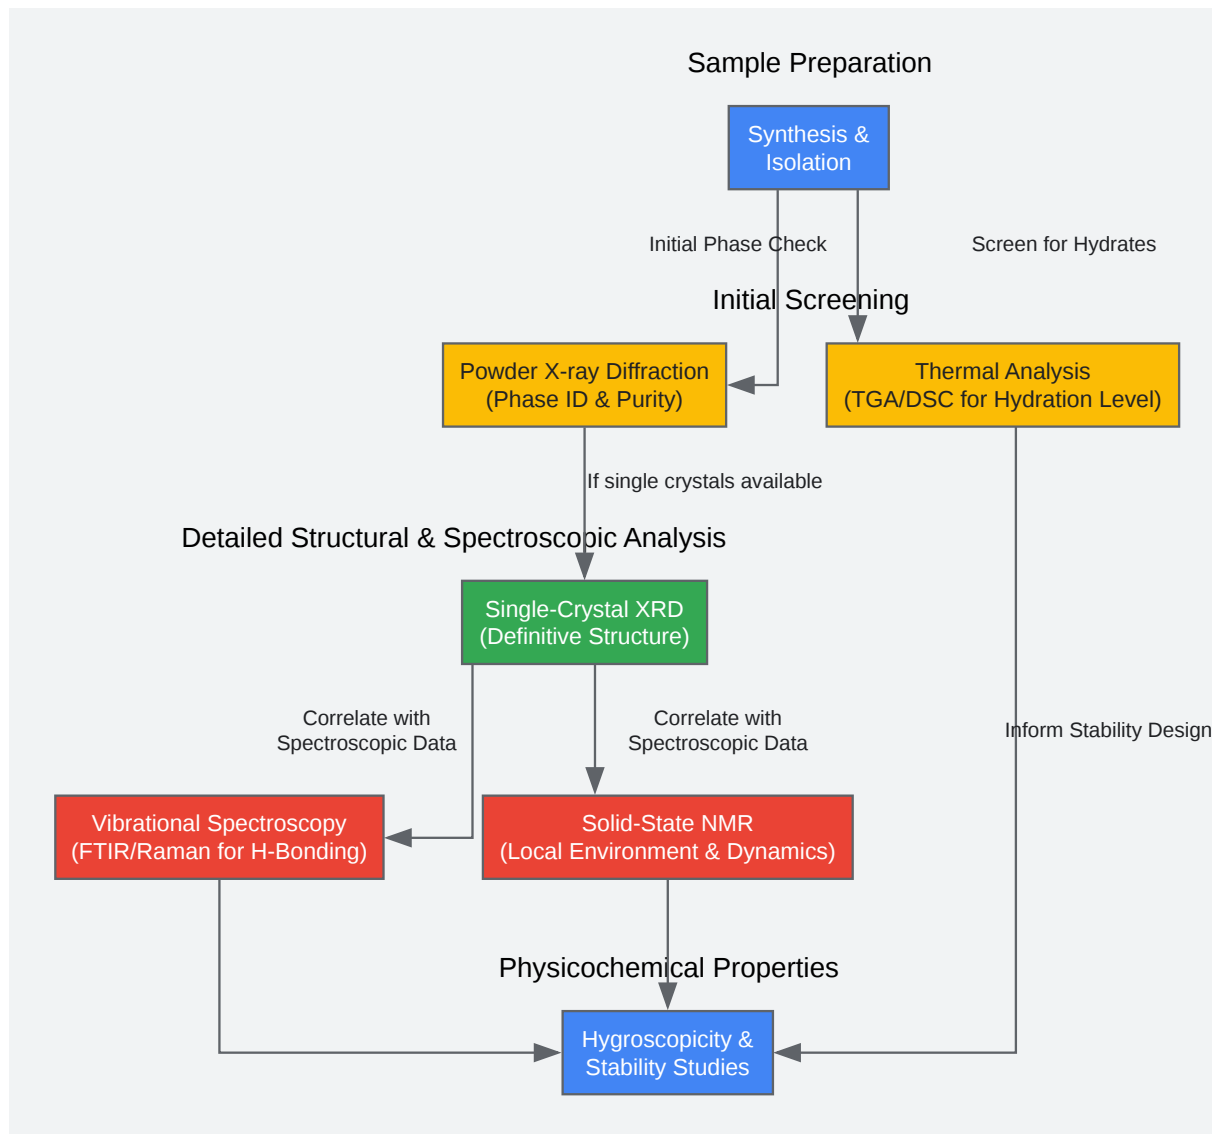 Sample Preparation
Synthesis &
Isolation
Initial Phase Check
Screen for Hydrates
Initial Screening
Powder X-ray Diffraction
(Phase ID & Purity)
Thermal Analysis
(TGA/DSC for Hydration Level)
If single crystals available
Detailed Structural & Spectroscopic Analysis
Single-Crystal XRD
(Definitive Structure)
Correlate with
Spectroscopic Data
Correlate with
Spectroscopic Data
Inform Stability Design
Vibrational Spectroscopy
(FTIR/Raman for H-Bonding)
Solid-State NMR
(Local Environment & Dynamics)
Physicochemical Properties
Hygroscopicity &
Stability Studies